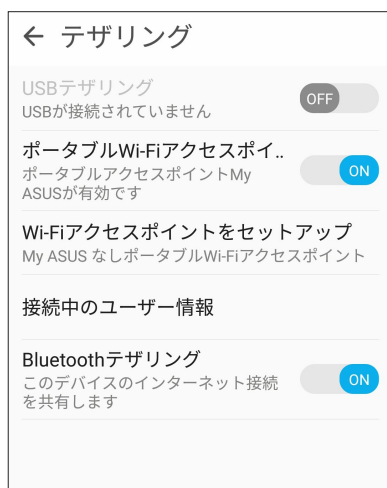 ← テザリング
USBテザリング
USBが接続されていません
OFF
ポータブルWi-Fiアクセスポイ..
ポータブルアクセスポイントMy
ASUSが有効です
ON
Wi-Fiアクセスポイントをセットアップ
My ASUS なしポータブルWi-Fiアクセスポイント
接続中のユーザー情報
Bluetoothテザリング
このデバイスのインターネット接続
を共有します
ON